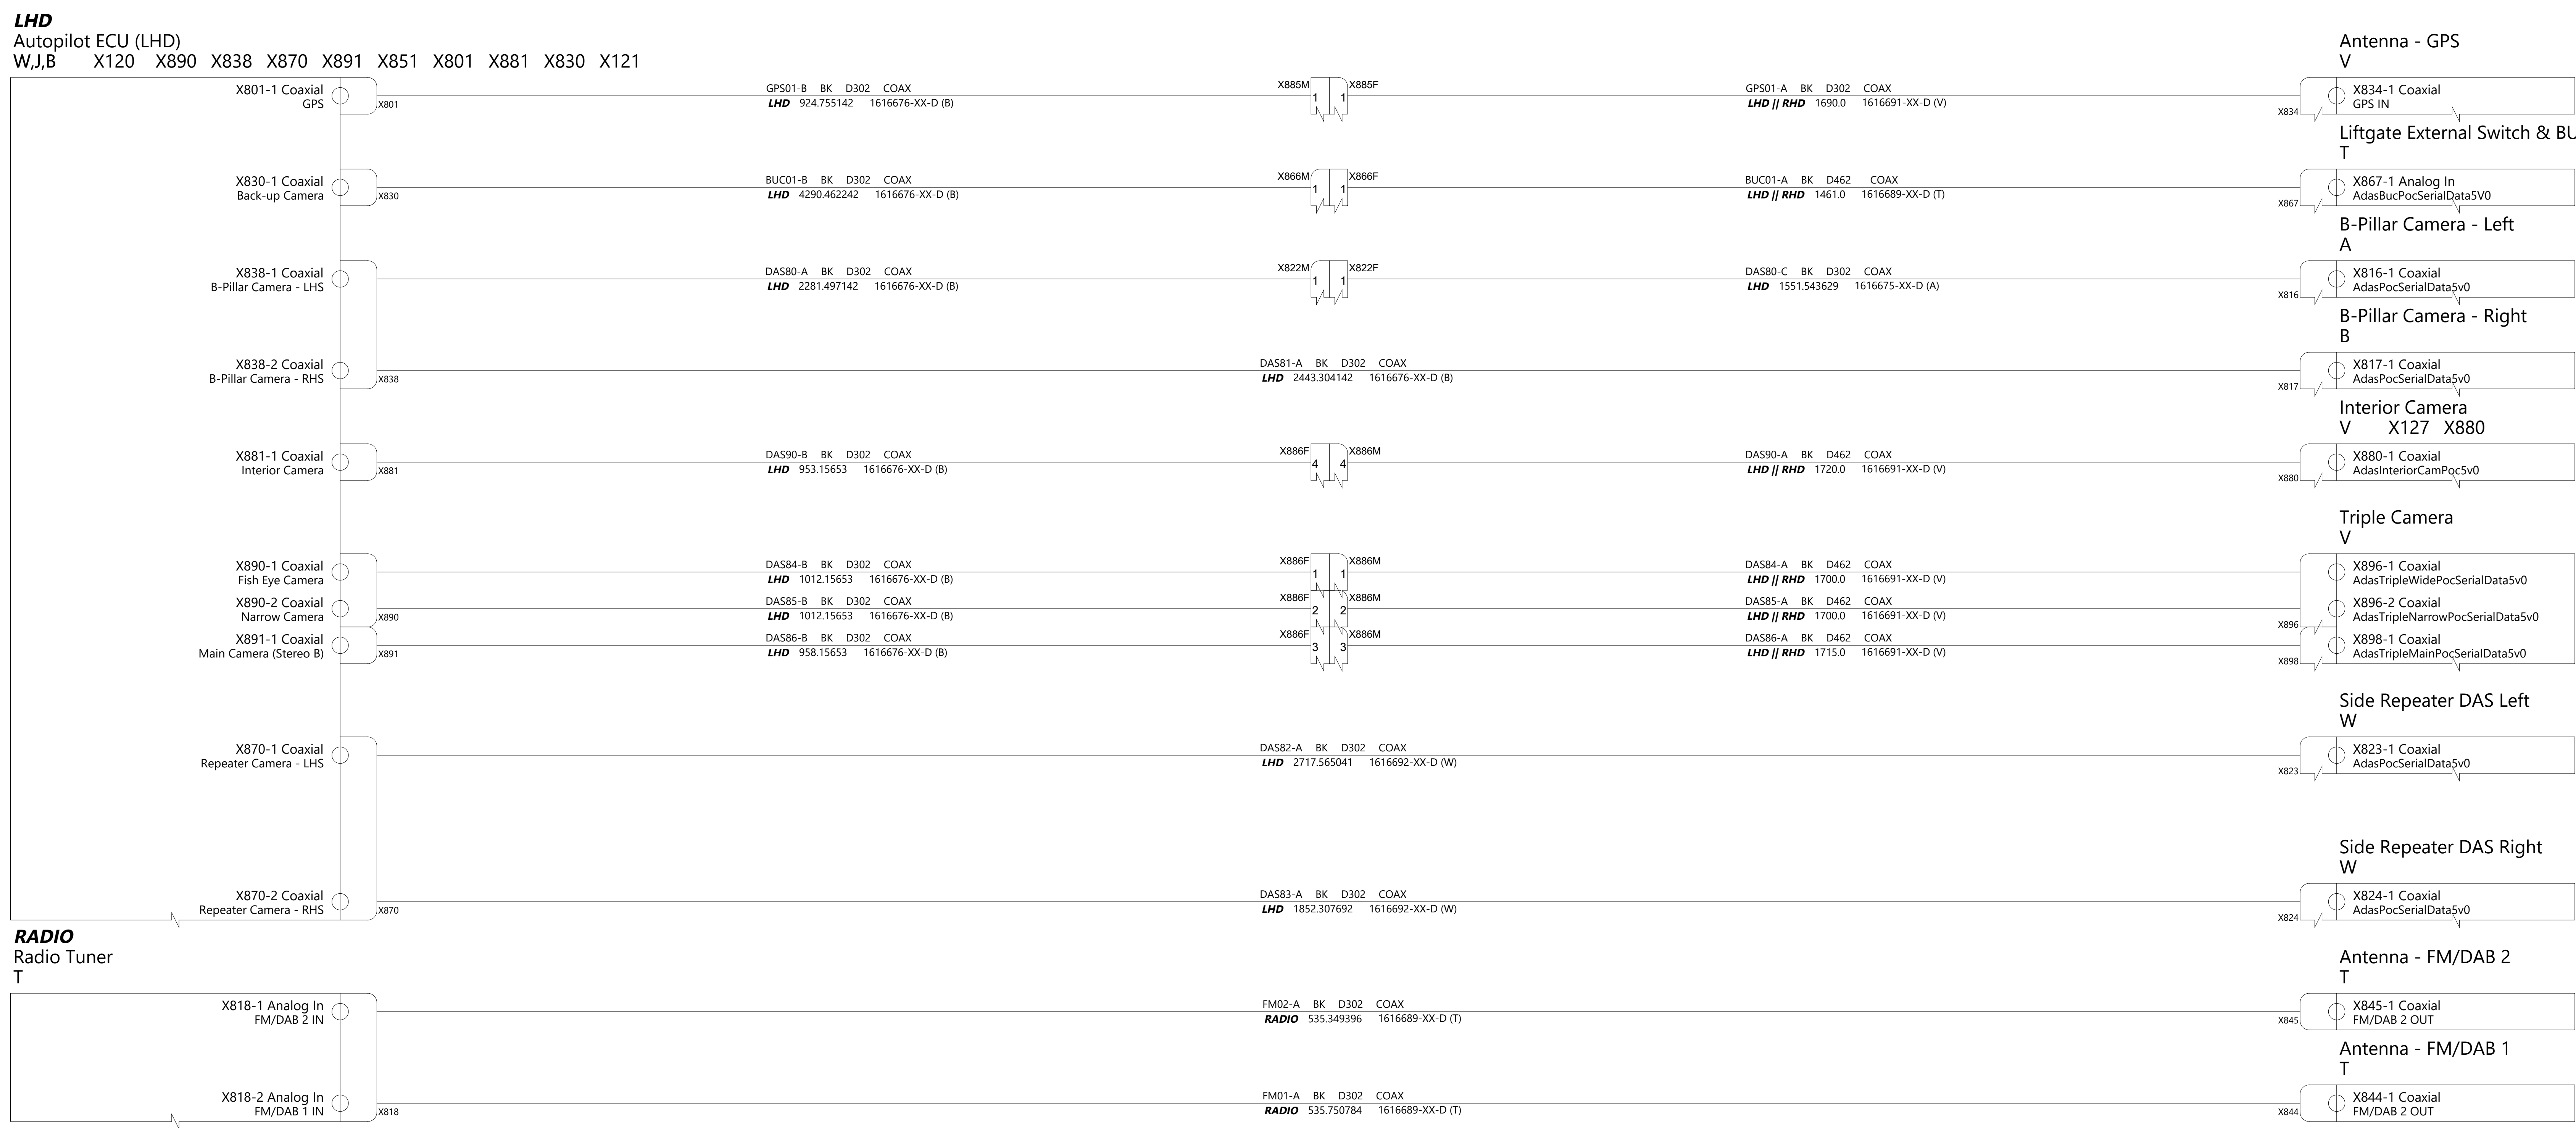 LHD
Autopilot ECU (LHD)
W,J,B X120 X890 X838 X870 X891 X851 X801 X881 X830 X121
Antenna - GPS
V
X801-1 Coaxial
GPS
X801
GPS01-B BK D302 COAX
LHD 924.755142 1616676-XX-D (B)
X885M 1 1 X885F
GPS01-A BK D302 COAX
LHD || RHD 1690.0 1616691-XX-D (V)
X834
X834-1 Coaxial
GPS IN
Liftgate External Switch & BU
T
X830-1 Coaxial
Back-up Camera
X830
BUC01-B BK D302 COAX
LHD 4290.462242 1616676-XX-D (B)
X866M 1 1 X866F
BUC01-A BK D462 COAX
LHD || RHD 1461.0 1616689-XX-D (T)
X867
X867-1 Analog In
AdasBucPocSerialData5V0
B-Pillar Camera - Left
A
X838-1 Coaxial
B-Pillar Camera - LHS
DAS80-A BK D302 COAX
LHD 2281.497142 1616676-XX-D (B)
X822M 1 1 X822F
DAS80-C BK D302 COAX
LHD 1551.543629 1616675-XX-D (A)
X816
X816-1 Coaxial
AdasPocSerialData5v0
B-Pillar Camera - Right
B
X838-2 Coaxial
B-Pillar Camera - RHS
X838
DAS81-A BK D302 COAX
LHD 2443.304142 1616676-XX-D (B)
X817
X817-1 Coaxial
AdasPocSerialData5v0
Interior Camera
V X127 X880
X881-1 Coaxial
Interior Camera
X881
DAS90-B BK D302 COAX
LHD 953.15653 1616676-XX-D (B)
X886F 4 4 X886M
DAS90-A BK D462 COAX
LHD || RHD 1720.0 1616691-XX-D (V)
X880
X880-1 Coaxial
AdasInteriorCamPoc5v0
Triple Camera
V
X890-1 Coaxial
Fish Eye Camera
DAS84-B BK D302 COAX
LHD 1012.15653 1616676-XX-D (B)
X886F 1 1 X886M
DAS84-A BK D462 COAX
LHD || RHD 1700.0 1616691-XX-D (V)
X896-1 Coaxial
AdasTripleWidePocSerialData5v0
X890-2 Coaxial
Narrow Camera
X890
DAS85-B BK D302 COAX
LHD 1012.15653 1616676-XX-D (B)
X886F 2 2 X886M
DAS85-A BK D462 COAX
LHD || RHD 1700.0 1616691-XX-D (V)
X896
X896-2 Coaxial
AdasTripleNarrowPocSerialData5v0
X891-1 Coaxial
Main Camera (Stereo B)
X891
DAS86-B BK D302 COAX
LHD 958.15653 1616676-XX-D (B)
X886F 3 3 X886M
DAS86-A BK D462 COAX
LHD || RHD 1715.0 1616691-XX-D (V)
X898
X898-1 Coaxial
AdasTripleMainPocSerialData5v0
Side Repeater DAS Left
W
X870-1 Coaxial
Repeater Camera - LHS
DAS82-A BK D302 COAX
LHD 2717.565041 1616692-XX-D (W)
X823
X823-1 Coaxial
AdasPocSerialData5v0
Side Repeater DAS Right
W
X870-2 Coaxial
Repeater Camera - RHS
X870
DAS83-A BK D302 COAX
LHD 1852.307692 1616692-XX-D (W)
X824
X824-1 Coaxial
AdasPocSerialData5v0
RADIO
Radio Tuner
T
Antenna - FM/DAB 2
T
X818-1 Analog In
FM/DAB 2 IN
FM02-A BK D302 COAX
RADIO 535.349396 1616689-XX-D (T)
X845
X845-1 Coaxial
FM/DAB 2 OUT
Antenna - FM/DAB 1
T
X818-2 Analog In
FM/DAB 1 IN
X818
FM01-A BK D302 COAX
RADIO 535.750784 1616689-XX-D (T)
X844
X844-1 Coaxial
FM/DAB 2 OUT